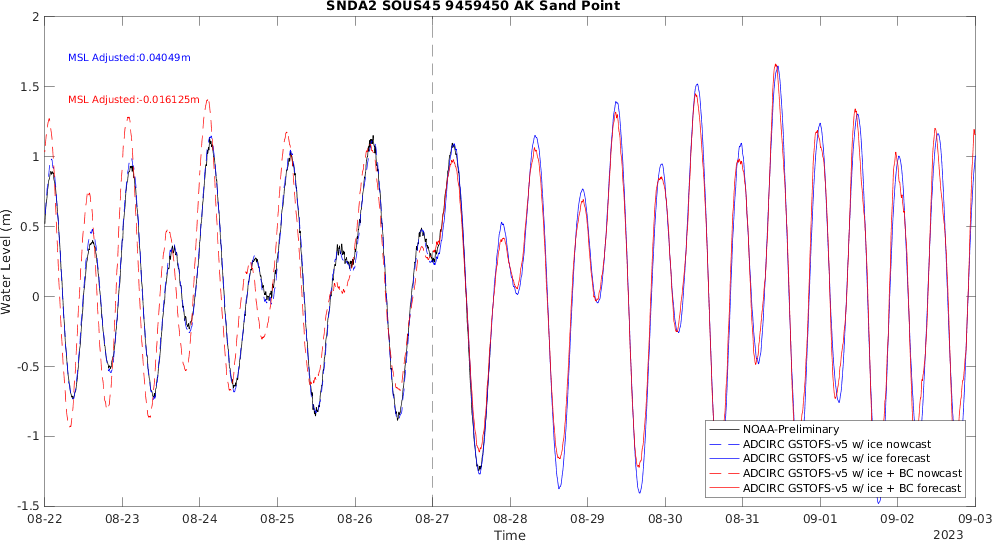 SNDA2 SOUS45 9459450 AK Sand Point
MSL Adjusted:0.04049m
MSL Adjusted:-0.016125m
Water Level (m)
2
1.5
1
0.5
0
-0.5
-1
-1.5
NOAA-Preliminary
ADCIRC GSTOFS-v5 w/ ice nowcast
ADCIRC GSTOFS-v5 w/ ice forecast
ADCIRC GSTOFS-v5 w/ ice + BC nowcast
ADCIRC GSTOFS-v5 w/ ice + BC forecast
08-22 08-23 08-24 08-25 08-26 08-27 08-28 08-29 08-30 08-31 09-01 09-02 09-03
Time
2023